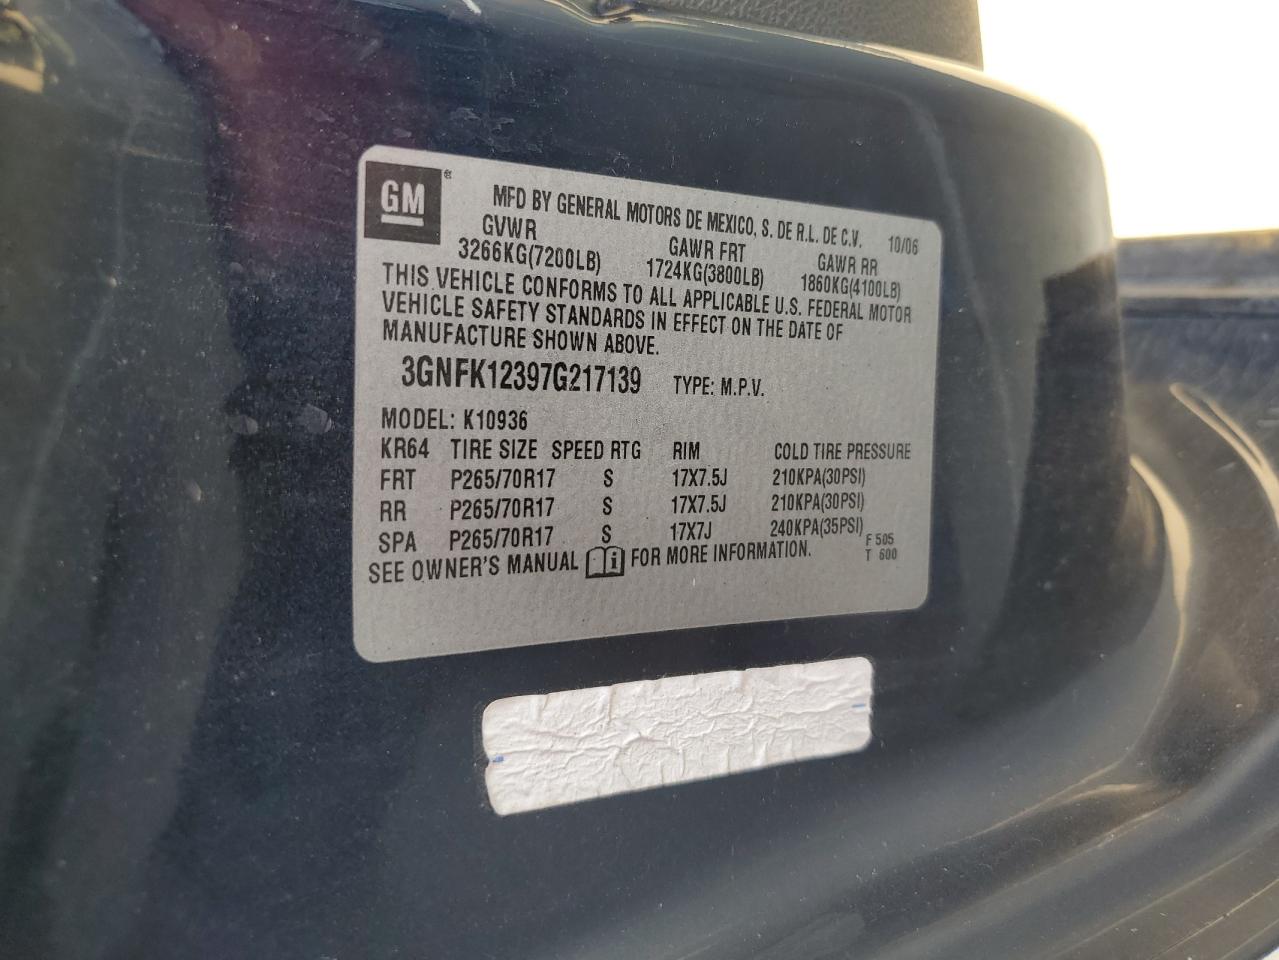 GM ®
MFD BY GENERAL MOTORS DE MEXICO, S. DE R.L. DE C.V. 10/06
GVWR GAWR FRT GAWR RR
3266KG(7200LB) 1724KG(3800LB) 1860KG(4100LB)
THIS VEHICLE CONFORMS TO ALL APPLICABLE U.S. FEDERAL MOTOR
VEHICLE SAFETY STANDARDS IN EFFECT ON THE DATE OF
MANUFACTURE SHOWN ABOVE.
3GNFK12397G217139 TYPE: M.P.V.
MODEL: K10936
KR64 TIRE SIZE SPEED RTG RIM COLD TIRE PRESSURE
FRT P265/70R17 S 17X7.5J 210KPA(30PSI)
RR P265/70R17 S 17X7.5J 210KPA(30PSI)
SPA P265/70R17 S 17X7J 240KPA(35PSI)
SEE OWNER'S MANUAL i FOR MORE INFORMATION.
F 505
T 600